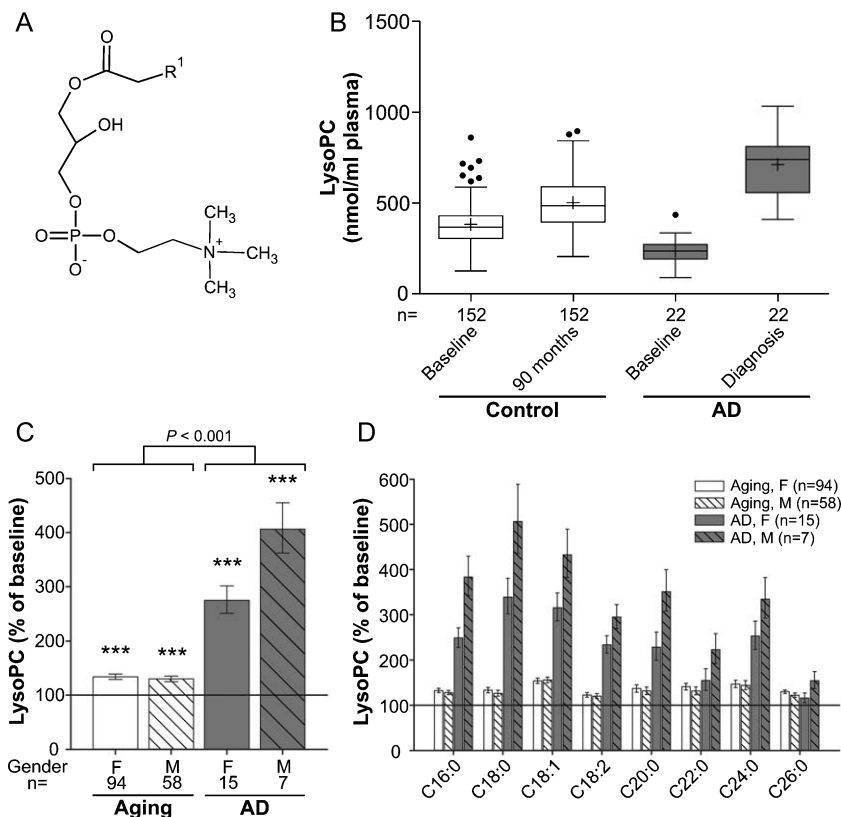 A
O
O
R1
OH
O
O=P-O
O-
N+
CH3
CH3
CH3
B
LysoPC
(nmol/ml plasma)
1500
1000
500
0
n= 152 152 22 22
Baseline 90 months Baseline Diagnosis
Control AD
C
P < 0.001
LysoPC (% of baseline)
500
400
300
200
100
0
*** *** *** ***
Gender F M F M
n= 94 58 15 7
Aging AD
D
LysoPC (% of baseline)
600
500
400
300
200
100
0
Aging, F (n=94)
Aging, M (n=58)
AD, F (n=15)
AD, M (n=7)
C16:0 C18:0 C18:1 C18:2 C20:0 C22:0 C24:0 C26:0